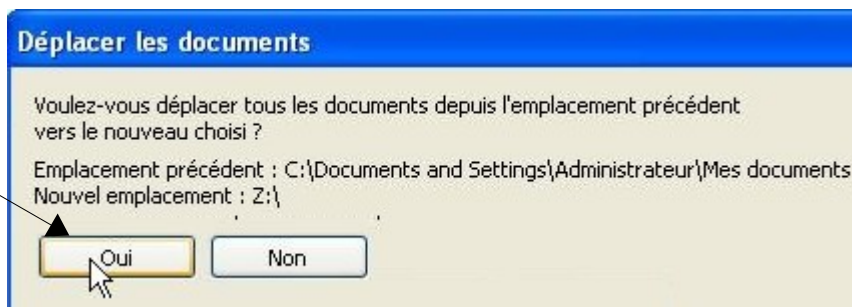 Déplacer les documents
Voulez-vous déplacer tous les documents depuis l'emplacement précédent
vers le nouveau choisi ?
Emplacement précédent : C:\Documents and Settings\Administrateur\Mes documents
Nouvel emplacement : Z:\
Oui
Non